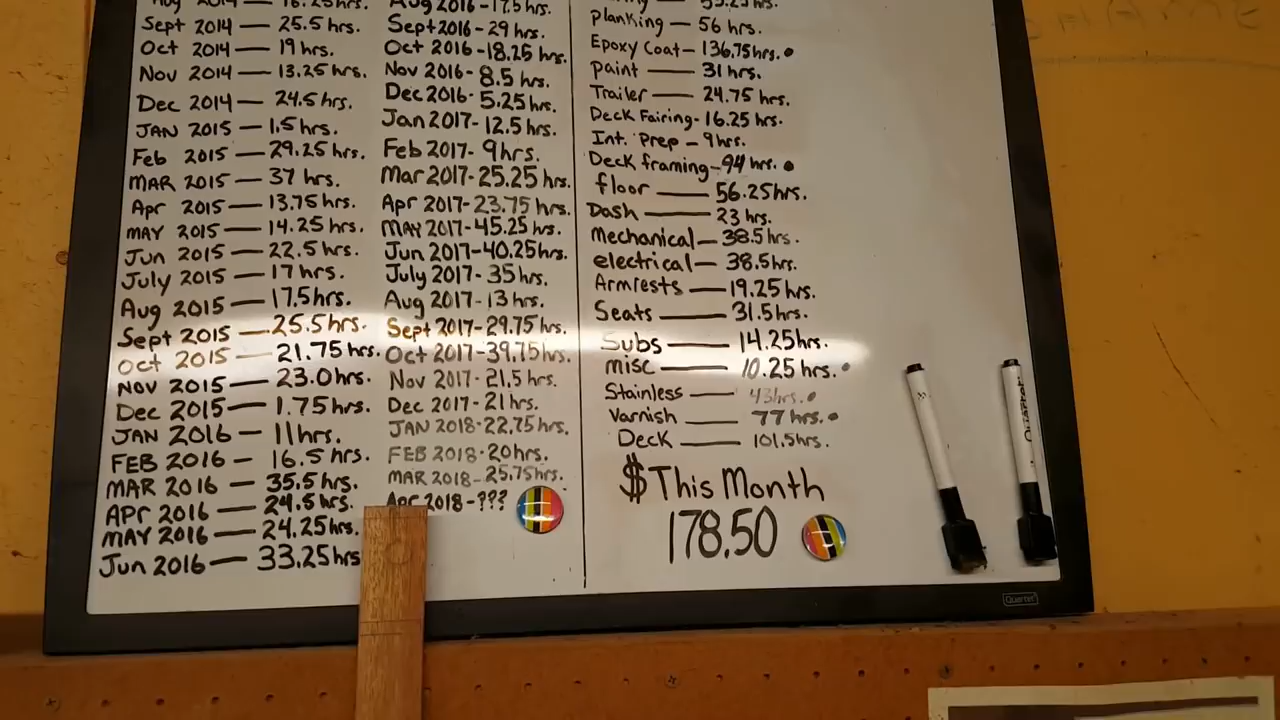 Aug 2014 — 16.25hrs.
Sept 2014 — 25.5 hrs.
Oct 2014 — 19 hrs.
Nov 2014 — 13.25 hrs.
Dec 2014 — 24.5 hrs.
JAN 2015 — 1.5 hrs.
Feb 2015 — 29.25 hrs.
MAR 2015 — 37 hrs.
Apr 2015 — 13.75 hrs.
MAY 2015 — 14.25 hrs.
Jun 2015 — 22.5 hrs.
July 2015 — 17 hrs.
Aug 2015 — 17.5hrs.
Sept 2015 — 25.5 hrs.
Oct 2015 — 21.75 hrs.
Nov 2015 — 23.0 hrs.
Dec 2015 — 1.75 hrs.
JAN 2016 — 11 hrs.
FEB 2016 — 16.5 hrs.
MAR 2016 — 35.5 hrs.
APR 2016 — 24.5 hrs.
MAY 2016 — 24.25 hrs.
Jun 2016 — 33.25 hrs
Aug 2016 - 17.5 hrs.
Sept 2016 - 29 hrs.
Oct 2016 - 18.25 hrs.
Nov 2016 - 8.5 hrs.
Dec 2016 - 5.25 hrs.
Jan 2017 - 12.5 hrs.
Feb 2017 - 9 hrs.
Mar 2017 - 25.25 hrs.
Apr 2017 - 23.75 hrs.
MAY 2017 - 45.25 hrs.
Jun 2017 - 40.25 hrs.
July 2017 - 35 hrs.
Aug 2017 - 13 hrs.
Sept 2017 - 29.75 hrs.
Oct 2017 - 39.75 hrs.
Nov 2017 - 21.5 hrs.
Dec 2017 - 21 hrs.
JAN 2018 - 22.75 hrs.
FEB 2018 - 20 hrs.
MAR 2018 - 25.75 hrs.
Apr 2018 - ???
planking — 56 hrs.
Epoxy Coat — 136.75 hrs.
paint — 31 hrs.
Trailer — 24.75 hrs.
Deck Fairing - 16.25 hrs.
Int. Prep — 9 hrs.
Deck framing — 94 hrs.
floor — 56.25 hrs.
Dash — 23 hrs.
Mechanical — 38.5 hrs.
electrical — 38.5 hrs.
Armrests — 19.25 hrs.
Seats — 31.5 hrs.
Subs — 14.25 hrs.
misc — 10.25 hrs.
Stainless — 43 hrs.
Varnish — 77 hrs.
Deck — 101.5 hrs.
$ This Month
178.50
Quartet
Quartet